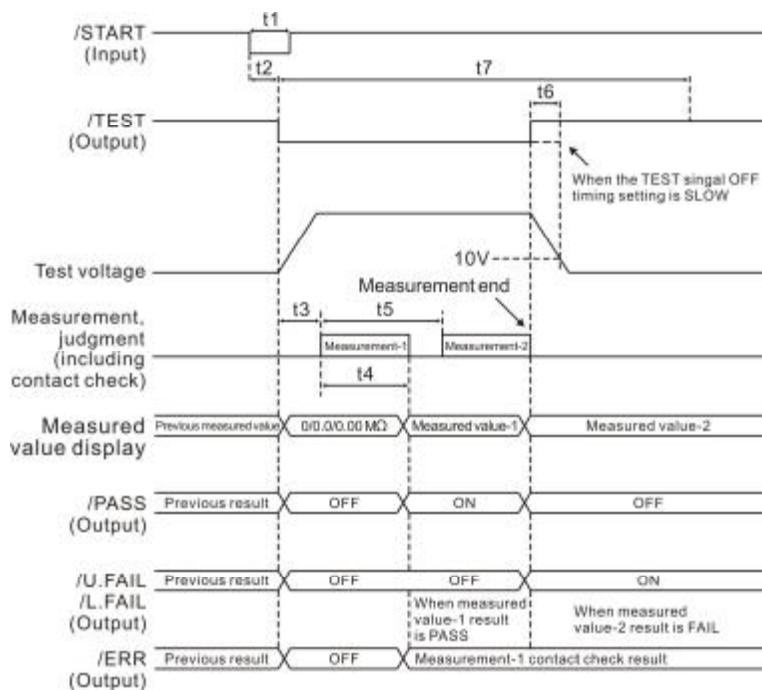 t1
/START
(Input)
t2
t7
t6
/TEST
(Output)
When the TEST singal OFF
timing setting is SLOW
10V
Test voltage
Measurement end
Measurement,
judgment
(including
contact check)
t3
t5
Measurement-1
Measurement-2
t4
Measured
value display
Previous measured value
0/0.0/0.00 MΩ
Measured value-1
Measured value-2
/PASS
(Output)
Previous result
OFF
ON
OFF
/U.FAIL
/L.FAIL
(Output)
Previous result
OFF
OFF
ON
When measured
value-1 result
is PASS
When measured
value-2 result is FAIL
/ERR
(Output)
Previous result
OFF
Measurement-1 contact check result